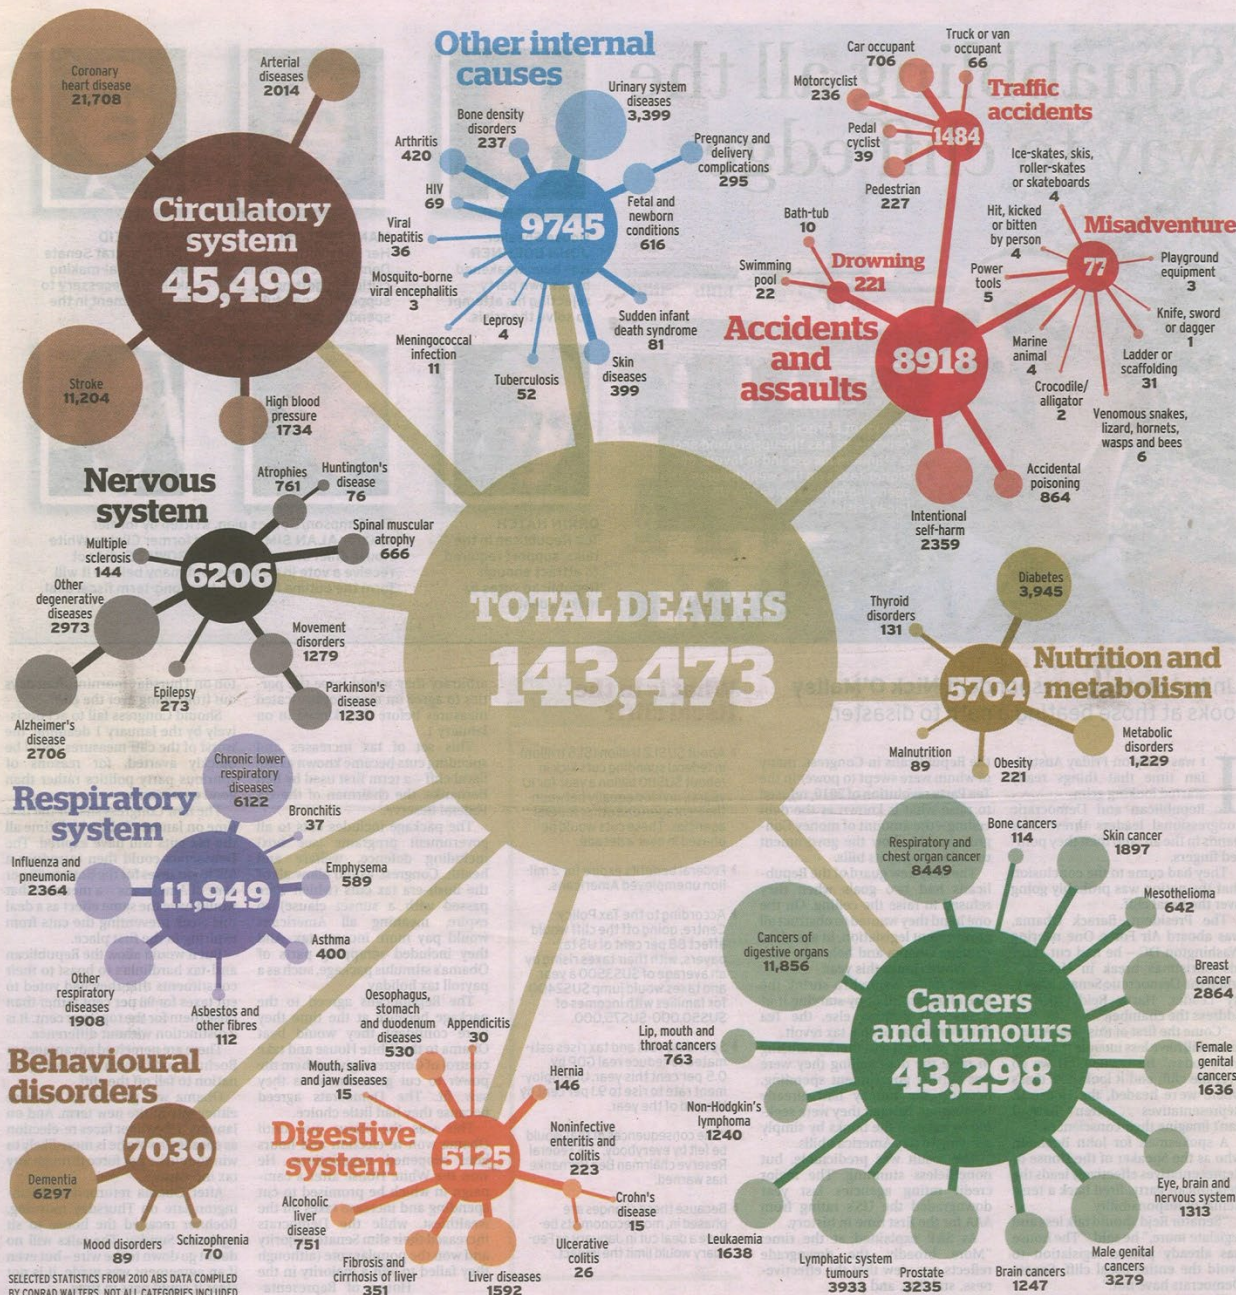 Coronary
heart disease
21,708
Arterial
diseases
2014
Circulatory
system
45,499
Stroke
11,204
High blood
pressure
1734
Other internal
causes
Urinary system
diseases
3,399
Bone density
disorders
237
Arthritis
420
Pregnancy and
delivery
complications
295
HIV
69
9745
Fetal and
newborn
conditions
616
Viral
hepatitis
36
Mosquito-borne
viral encephalitis
3
Leprosy
4
Sudden infant
death syndrome
81
Meningococcal
infection
11
Tuberculosis
52
Skin
diseases
399
Truck or van
occupant
66
Car occupant
706
Motorcyclist
236
Traffic
accidents
1484
Pedal
cyclist
39
Pedestrian
227
Ice-skates, skis,
roller-skates
or skateboards
4
Hit, kicked
or bitten
by person
4
Misadventure
77
Power
tools
5
Playground
equipment
3
Knife, sword
or dagger
1
Ladder or
scaffolding
31
Marine
animal
4
Crocodile/
alligator
2
Venomous snakes,
lizard, hornets,
wasps and bees
6
Bath-tub
10
Swimming
pool
22
Drowning
221
Accidents
and
assaults
8918
Intentional
self-harm
2359
Accidental
poisoning
864
Nervous
system
Atrophies
761
Huntington's
disease
76
Spinal muscular
atrophy
666
Multiple
sclerosis
144
6206
Other
degenerative
diseases
2973
Movement
disorders
1279
Epilepsy
273
Parkinson's
disease
1230
Alzheimer's
disease
2706
TOTAL DEATHS
143,473
Diabetes
3,945
Thyroid
disorders
131
Nutrition and
metabolism
5704
Metabolic
disorders
1,229
Malnutrition
89
Obesity
221
Respiratory
system
Chronic lower
respiratory
diseases
6122
Bronchitis
37
Influenza and
pneumonia
2364
11,949
Emphysema
589
Asthma
400
Other
respiratory
diseases
1908
Asbestos and
other fibres
112
Respiratory and
chest organ cancer
8449
Bone cancers
114
Skin cancer
1897
Mesothelioma
642
Cancers of
digestive organs
11,856
Cancers
and tumours
43,298
Breast
cancer
2864
Lip, mouth and
throat cancers
763
Female
genital
cancers
1636
Non-Hodgkin's
lymphoma
1240
Eye, brain and
nervous system
1313
Leukaemia
1638
Lymphatic system
tumours
3933
Prostate
3235
Brain cancers
1247
Male genital
cancers
3279
Behavioural
disorders
7030
Dementia
6297
Mood disorders
89
Schizophrenia
70
Oesophagus,
stomach
and duodenum
diseases
530
Appendicitis
30
Mouth, saliva
and jaw diseases
15
Hernia
146
Digestive
system
5125
Noninfective
enteritis and
colitis
223
Crohn's
disease
15
Ulcerative
colitis
26
Alcoholic
liver
disease
751
Fibrosis and
cirrhosis of liver
351
Liver diseases
1592
SELECTED STATISTICS FROM 2010 ABS DATA COMPILED
BY CONRAD WALTERS. NOT ALL CATEGORIES INCLUDED